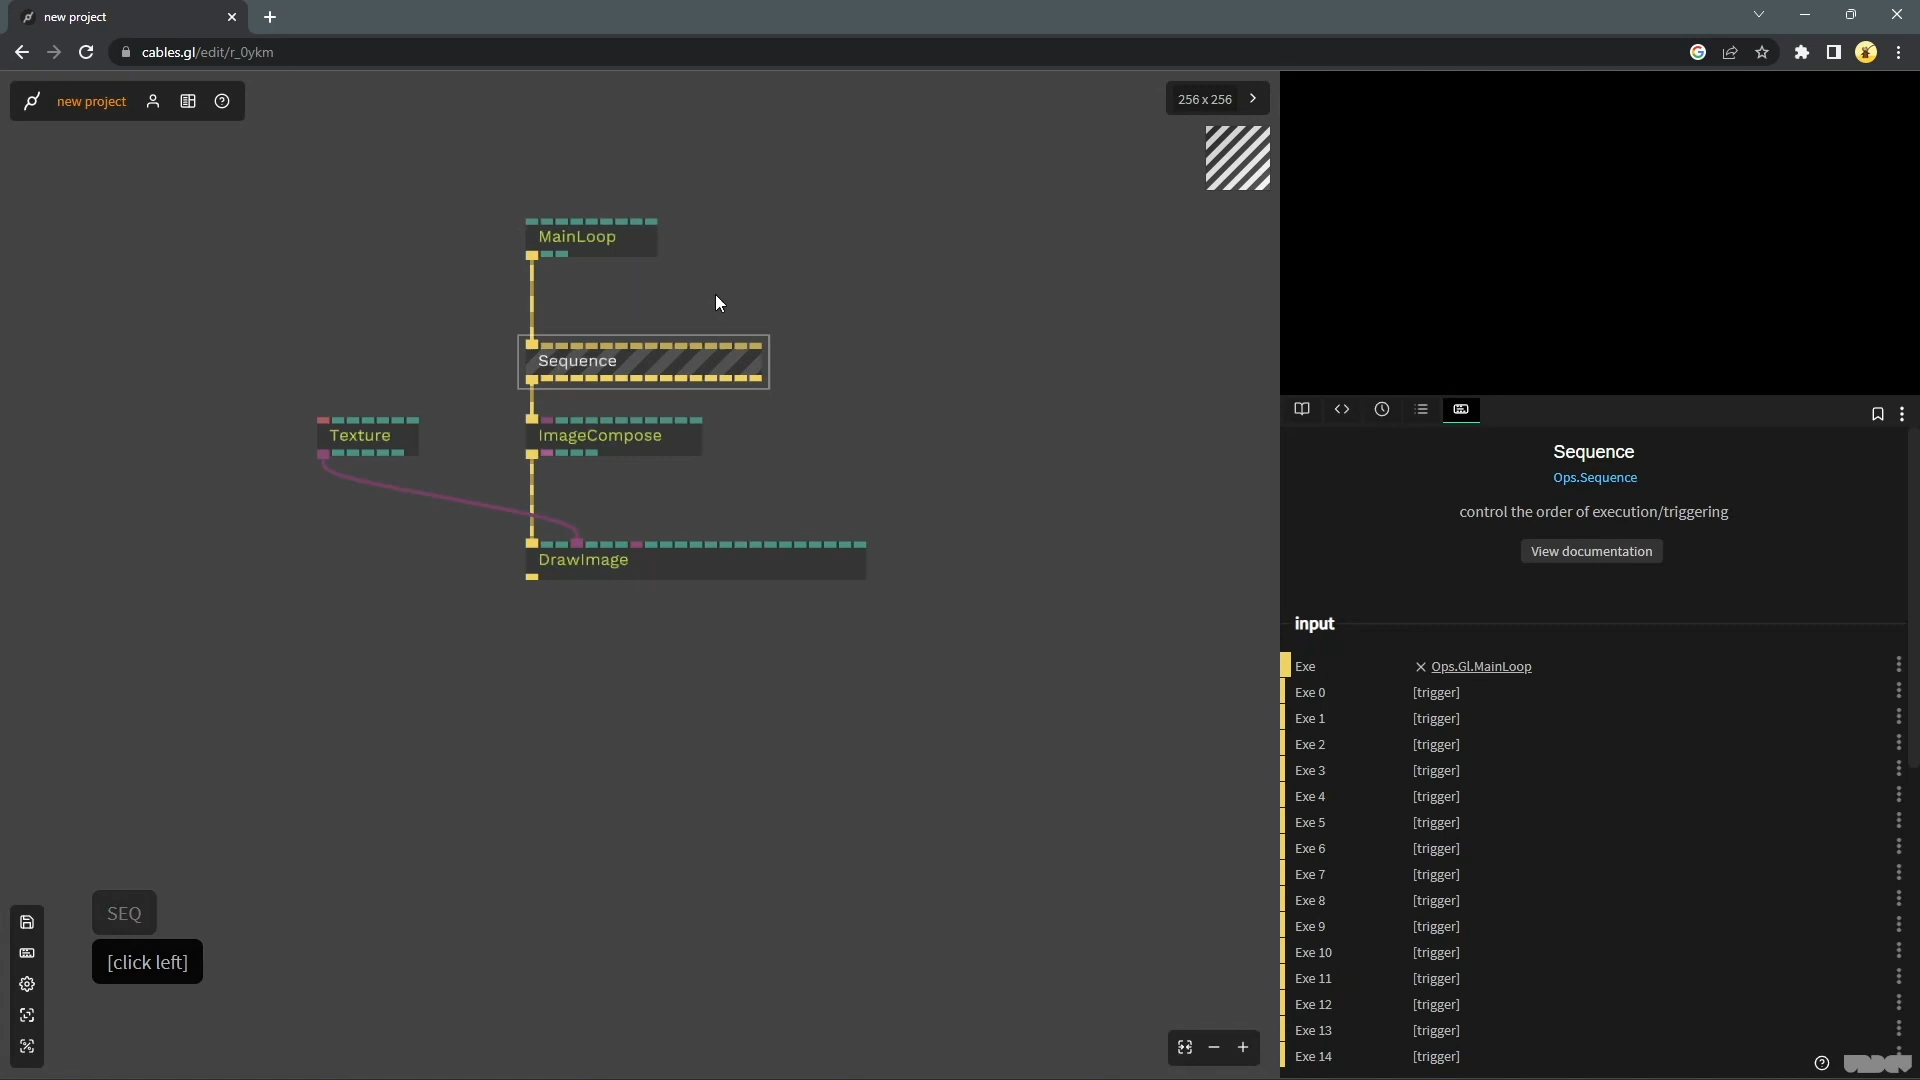 new project
cables.gl/edit/r_0ykm
new project
256 x 256
MainLoop
Sequence
Texture
ImageCompose
DrawImage
SEQ
[click left]
Sequence
Ops.Sequence
control the order of execution/triggering
View documentation
input
Exe Ops.Gl.MainLoop
Exe 0 [trigger]
Exe 1 [trigger]
Exe 2 [trigger]
Exe 3 [trigger]
Exe 4 [trigger]
Exe 5 [trigger]
Exe 6 [trigger]
Exe 7 [trigger]
Exe 8 [trigger]
Exe 9 [trigger]
Exe 10 [trigger]
Exe 11 [trigger]
Exe 12 [trigger]
Exe 13 [trigger]
Exe 14 [trigger]